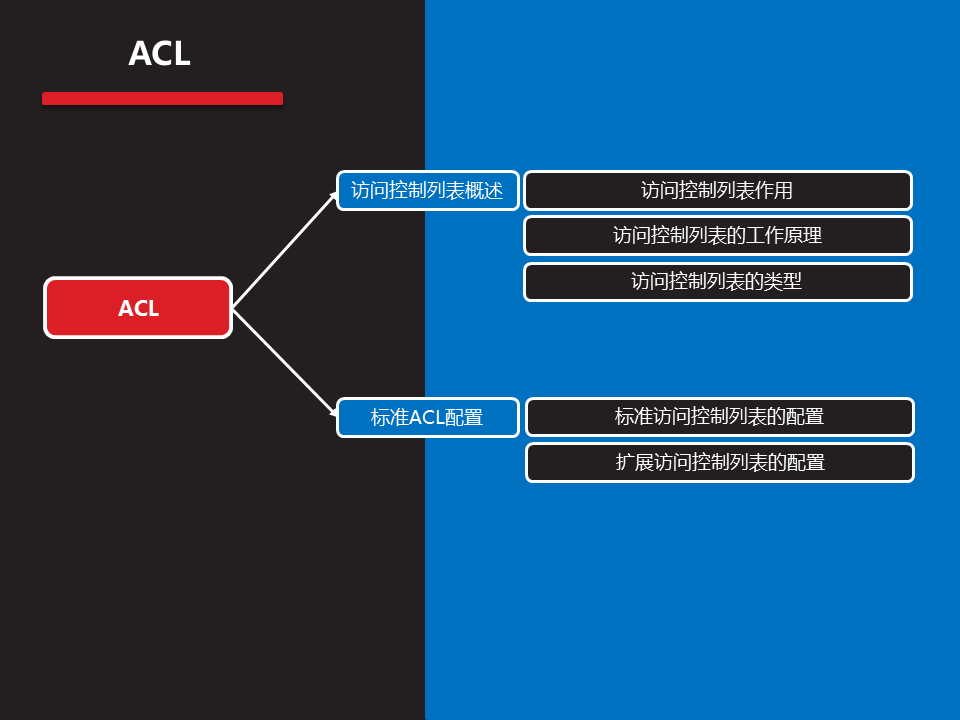 ACL
ACL
访问控制列表概述
访问控制列表作用
访问控制列表的工作原理
访问控制列表的类型
标准ACL配置
标准访问控制列表的配置
扩展访问控制列表的配置